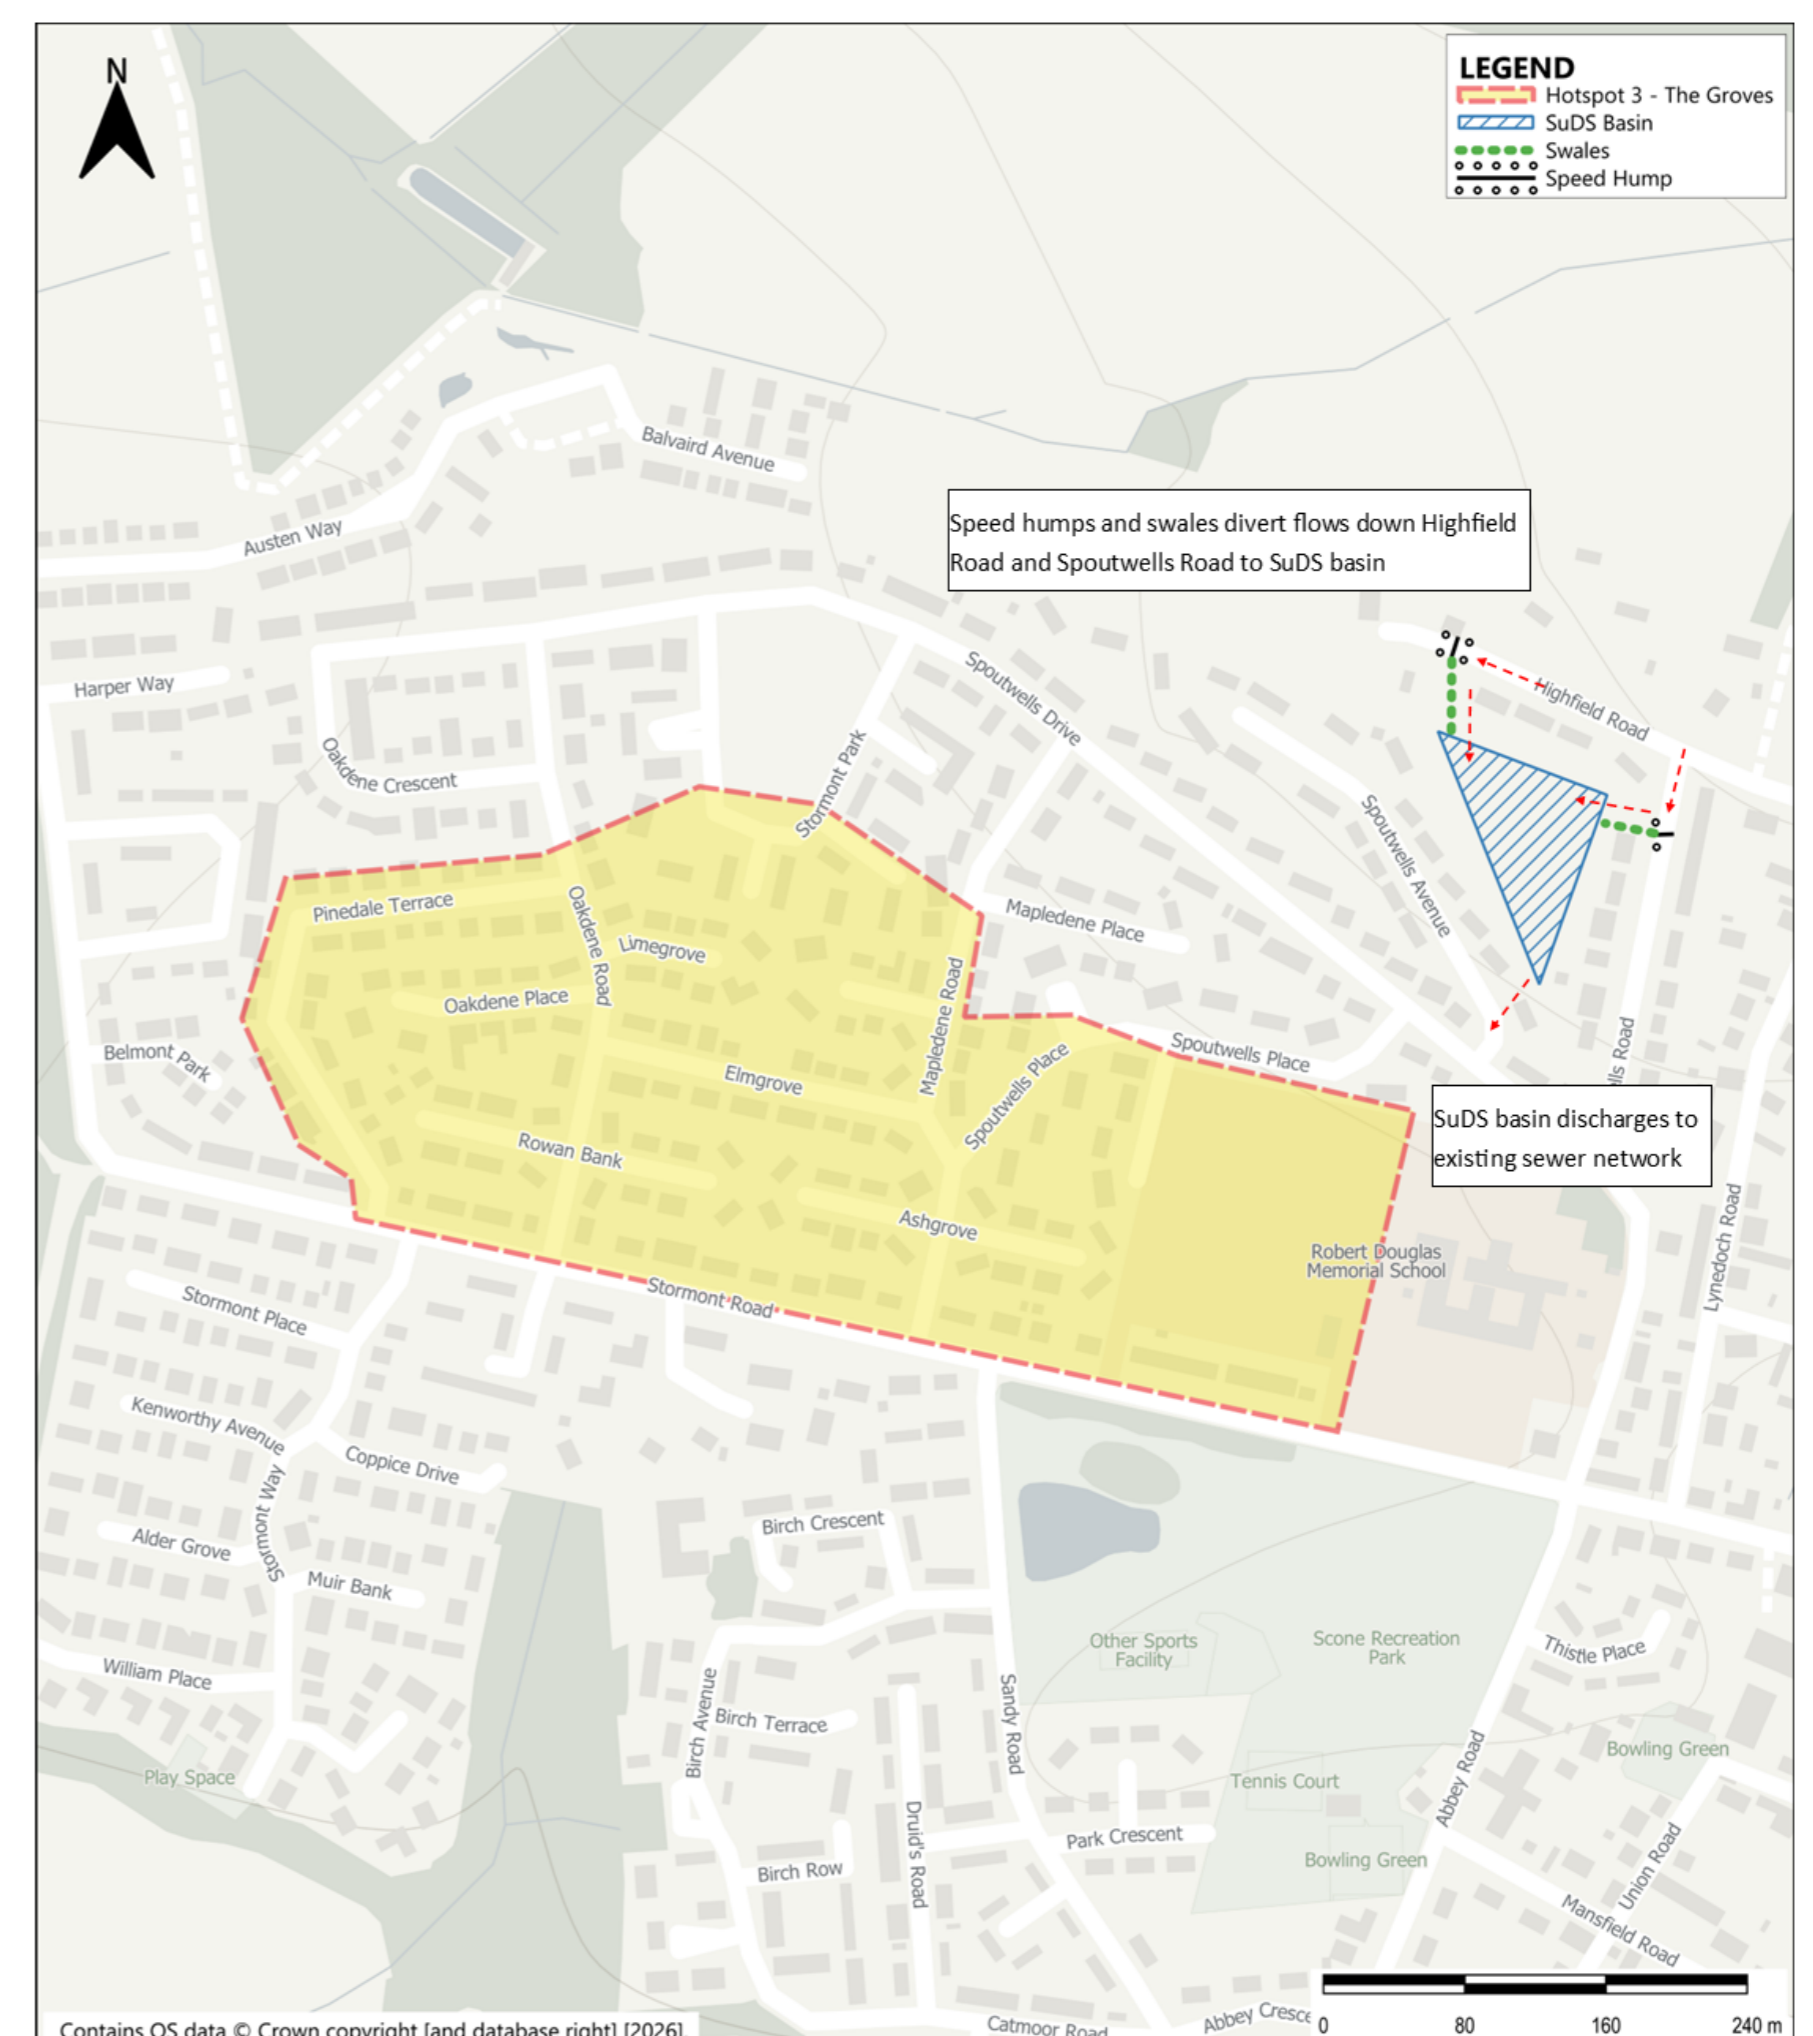 N
LEGEND
Hotspot 3 - The Groves
SuDS Basin
Swales
Speed Hump
Balvaird Avenue
Austen Way
Speed humps and swales divert flows down Highfield
Road and Spoutwells Road to SuDS basin
Harper Way
Spoutwells Drive
Highfield Road
Oakdene Crescent
Stormont Park
Spoutwells Avenue
Pinedale Terrace
Oakdene Road
Limegrove
Mapledene Place
Oakdene Place
Mapledene Road
Belmont Park
Elmgrove
Spoutwells Place
Spoutwells Place
lls Road
SuDS basin discharges to
existing sewer network
Rowan Bank
Ashgrove
Lynedoch Road
Robert Douglas
Memorial School
Stormont Place
Stormont Road
Kenworthy Avenue
Coppice Drive
Stormont Way
Birch Crescent
Alder Grove
Muir Bank
Other Sports
Facility
Scone Recreation
Park
Thistle Place
William Place
Sandy Road
Birch Avenue
Birch Terrace
Play Space
Bowling Green
Tennis Court
Abbey Road
Druid's Road
Park Crescent
Birch Row
Bowling Green
Union Road
Mansfield Road
Catmoor Road
Abbey Cresce
0 80 160 240 m
Contains OS data © Crown copyright [and database right] [2026].